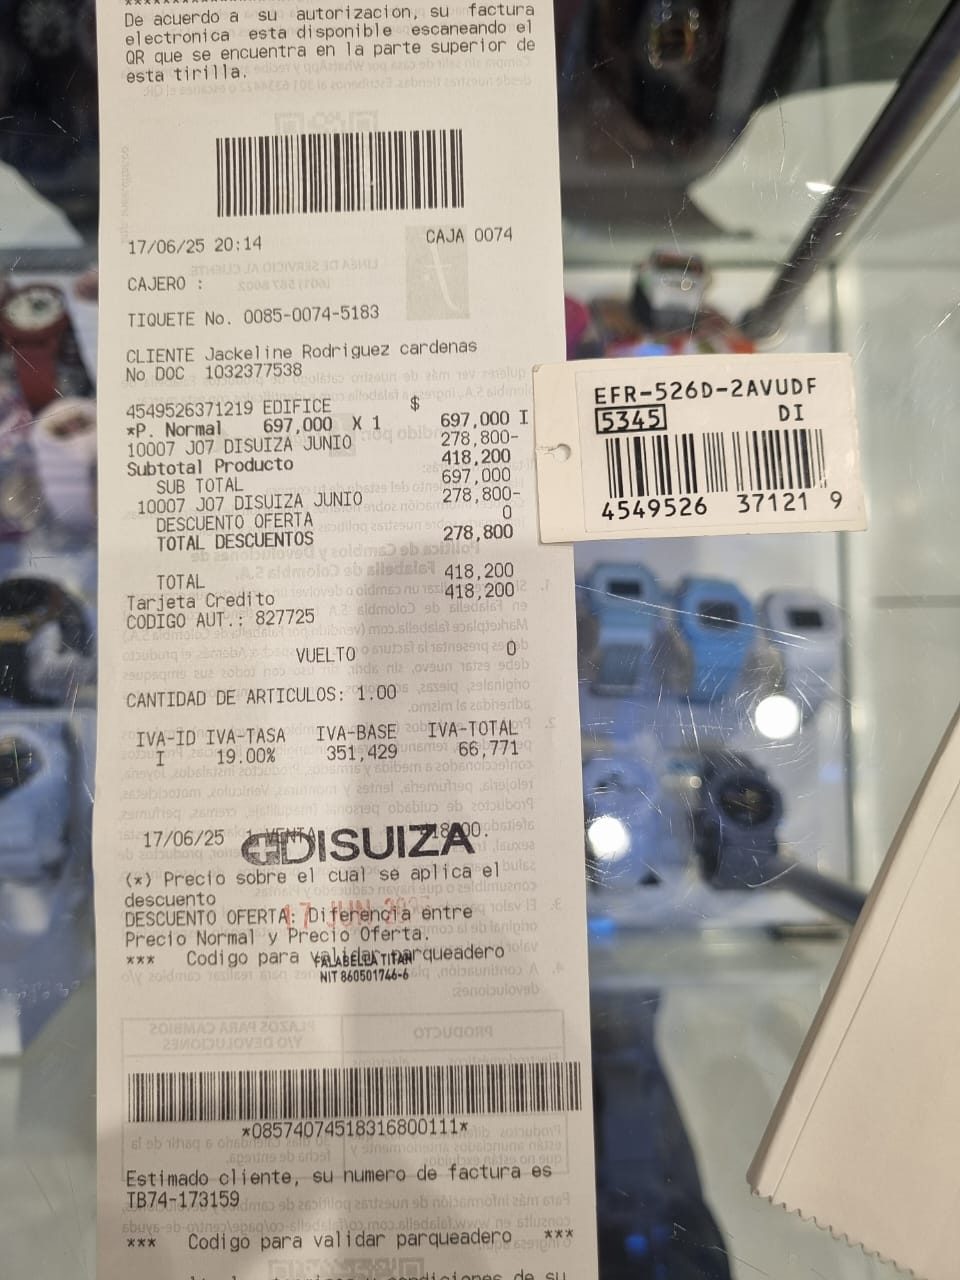 De acuerdo a su autorizacion, su factura
electronica esta disponible escaneando el
QR que se encuentra en la parte superior de
esta tirilla.
17/06/25 20:14 CAJA 0074
CAJERO :
TIQUETE No. 0085-0074-5183
CLIENTE Jackeline Rodriguez cardenas
No DOC 1032377538
4549526371219 EDIFICE $
*P. Normal 697,000 X 1 697,000 I
10007 J07 DISUIZA JUNIO 278,800-
Subtotal Producto 418,200
SUB TOTAL 697,000
10007 J07 DISUIZA JUNIO 278,800-
DESCUENTO OFERTA 0
TOTAL DESCUENTOS 278,800
TOTAL 418,200
Tarjeta Credito 418,200
CODIGO AUT.: 827725
VUELTO 0
CANTIDAD DE ARTICULOS: 1.00
IVA-ID IVA-TASA IVA-BASE IVA-TOTAL
I 19.00% 351,429 66,771
17/06/25
DISUIZA
(*) Precio sobre el cual se aplica el
descuento
DESCUENTO OFERTA: Diferencia entre
17 JUN
Precio Normal y Precio Oferta.
*** Codigo para validar parqueadero
FALABELLA TITAN
NIT 860501746-6
*08574074518316800111*
Estimado cliente, su numero de factura es
TB74-173159
*** Codigo para validar parqueadero ***
EFR-526D-2AVUDF
5345 DI
4549526 37121 9